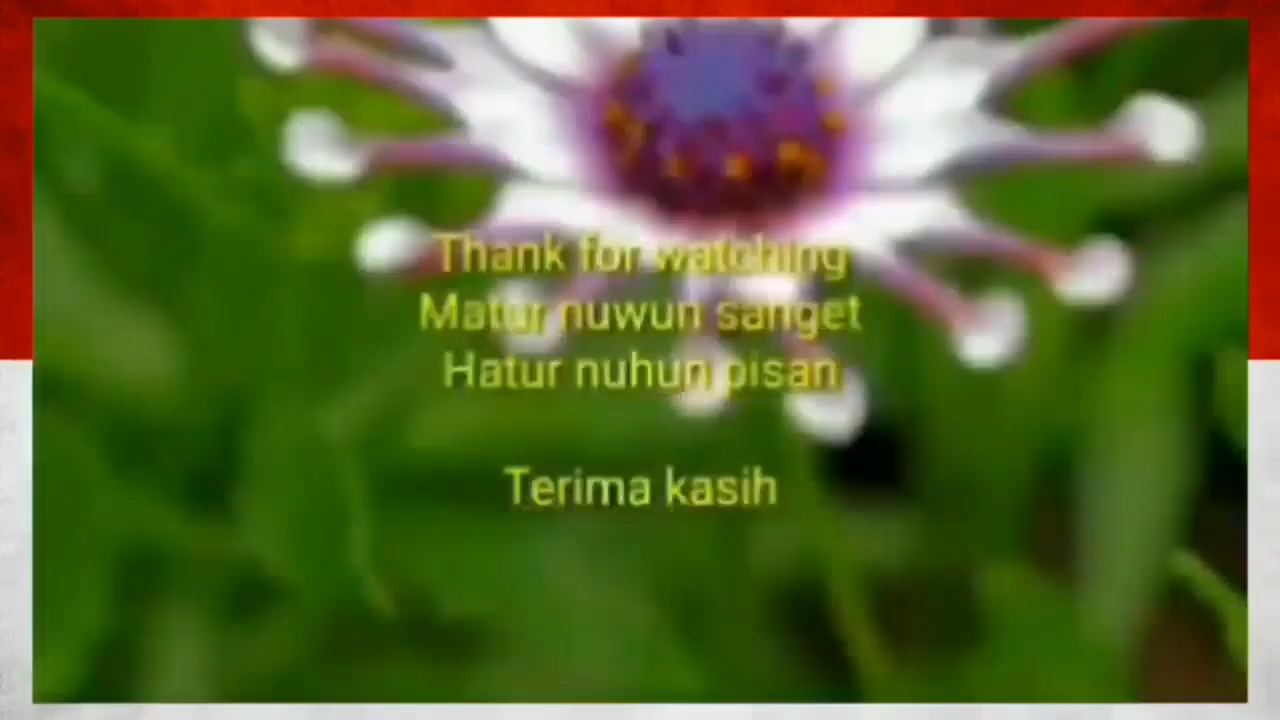 Thank for watching
Matur nuwun sanget
Hatur nuhun pisan
Terima kasih